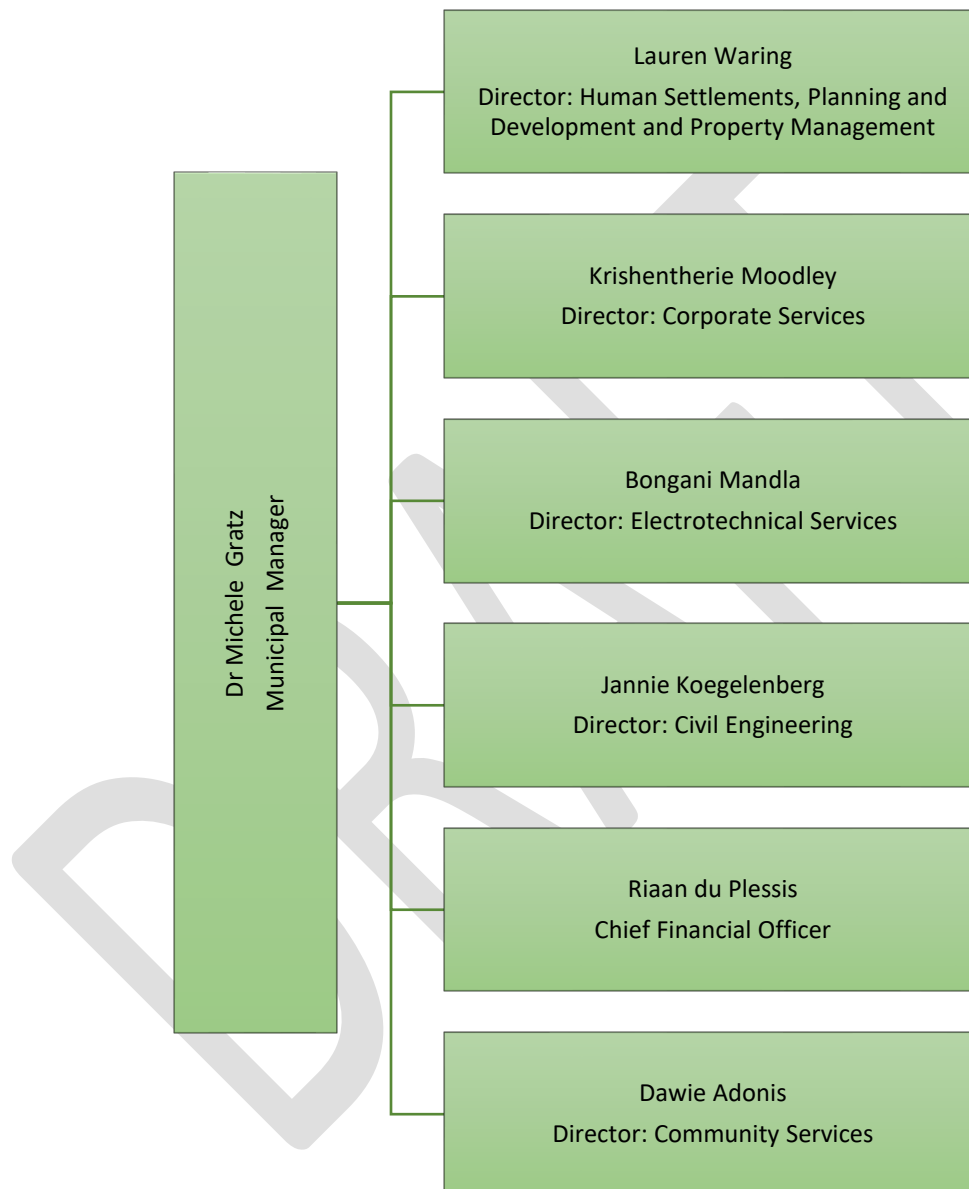 Lauren Waring
Director: Human Settlements, Planning and
Development and Property Management
Dr Michele Gratz
Municipal Manager
Krishentherie Moodley
Director: Corporate Services
Bongani Mandla
Director: Electrotechnical Services
Jannie Koegelenberg
Director: Civil Engineering
Riaan du Plessis
Chief Financial Officer
Dawie Adonis
Director: Community Services
DRAFT